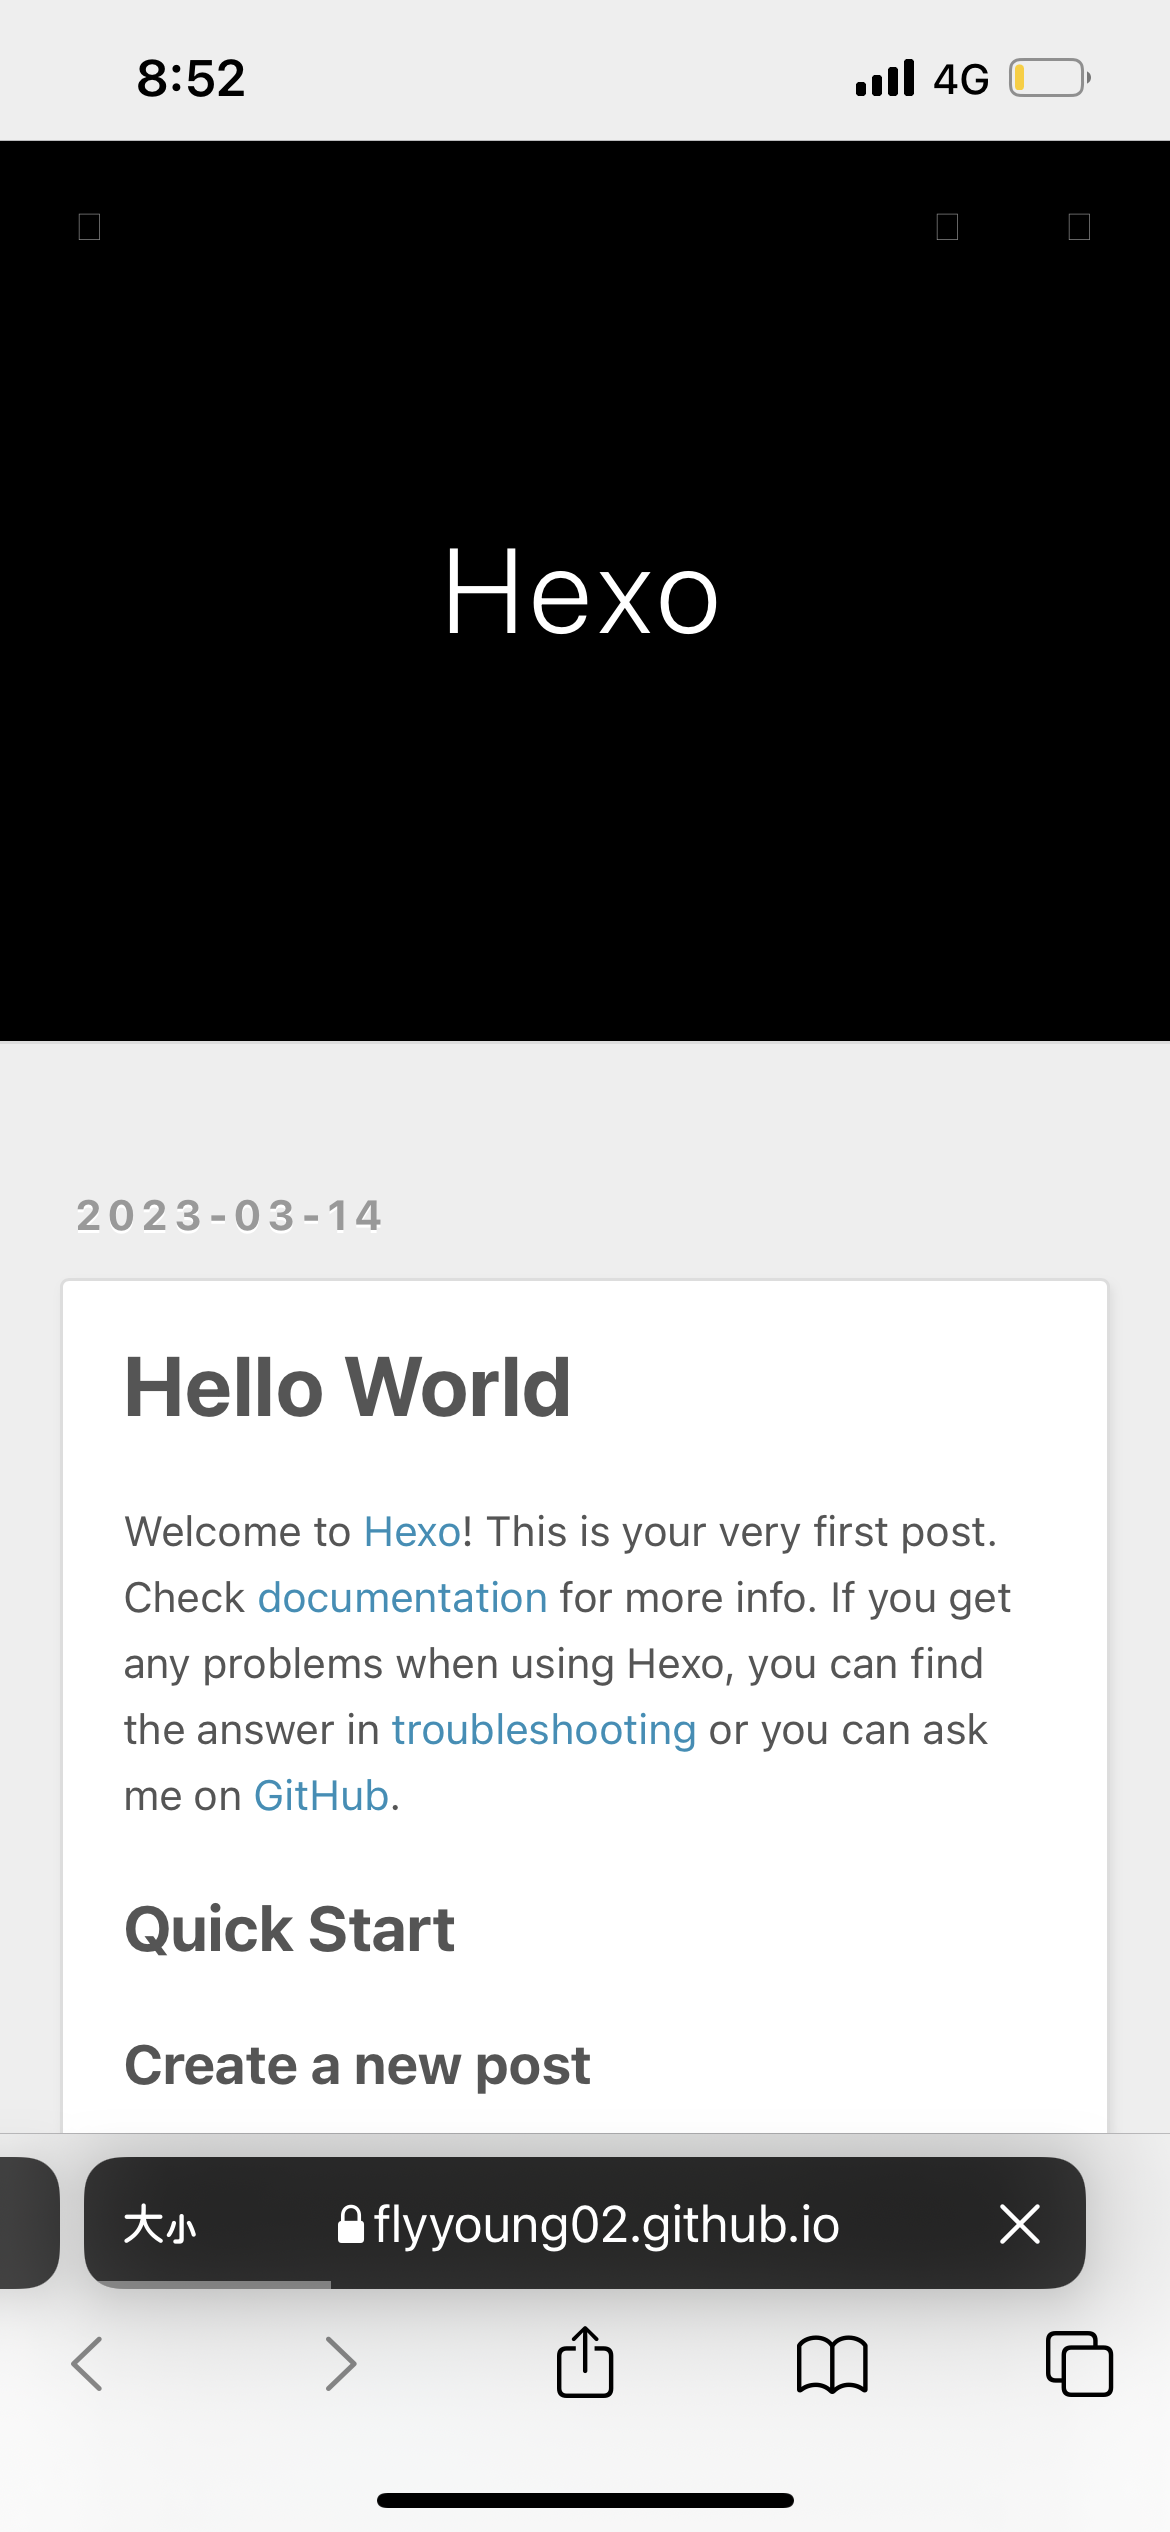 8:52
4G
Hexo
2023-03-14
Hello World
Welcome to Hexo! This is your very first post.
Check documentation for more info. If you get
any problems when using Hexo, you can find
the answer in troubleshooting or you can ask
me on GitHub.
Quick Start
Create a new post
大小 flyyoung02.github.io